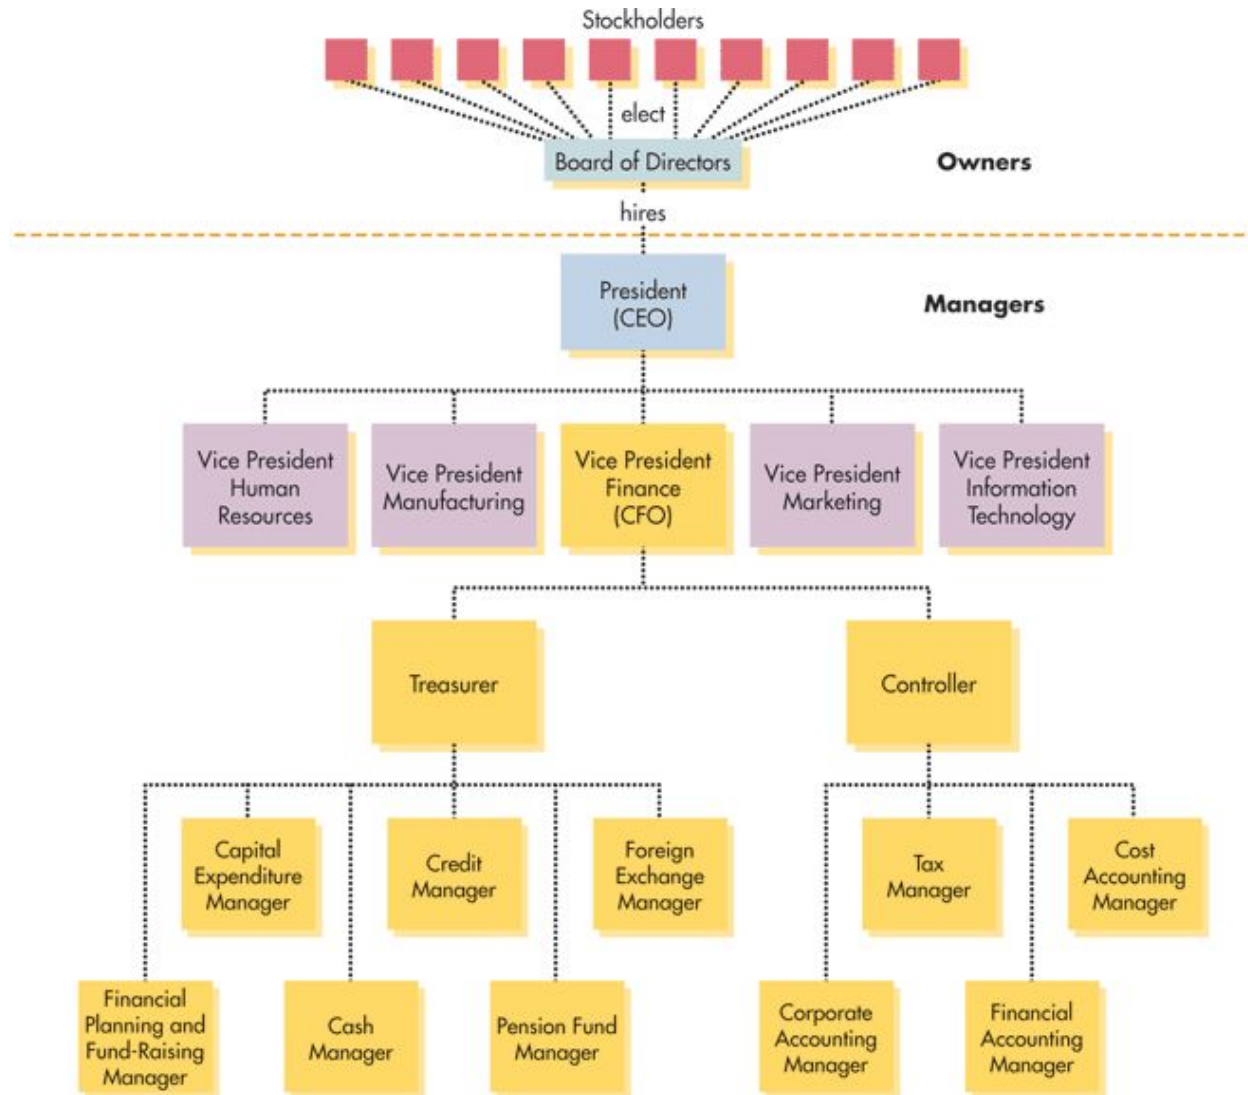 Stockholders
elect
Board of Directors
Owners
hires
President
(CEO)
Managers
Vice President
Human
Resources
Vice President
Manufacturing
Vice President
Finance
(CFO)
Vice President
Marketing
Vice President
Information
Technology
Treasurer
Controller
Capital
Expenditure
Manager
Credit
Manager
Foreign
Exchange
Manager
Tax
Manager
Cost
Accounting
Manager
Financial
Planning and
Fund-Raising
Manager
Cash
Manager
Pension Fund
Manager
Corporate
Accounting
Manager
Financial
Accounting
Manager